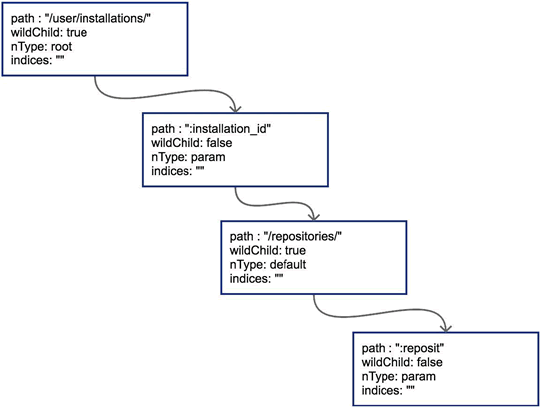 path : "/user/installations/"
wildChild: true
nType: root
indices: ""
path : ":installation_id"
wildChild: false
nType: param
indices: ""
path : "/repositories/"
wildChild: true
nType: default
indices: ""
path : ":reposit"
wildChild: false
nType: param
indices: ""